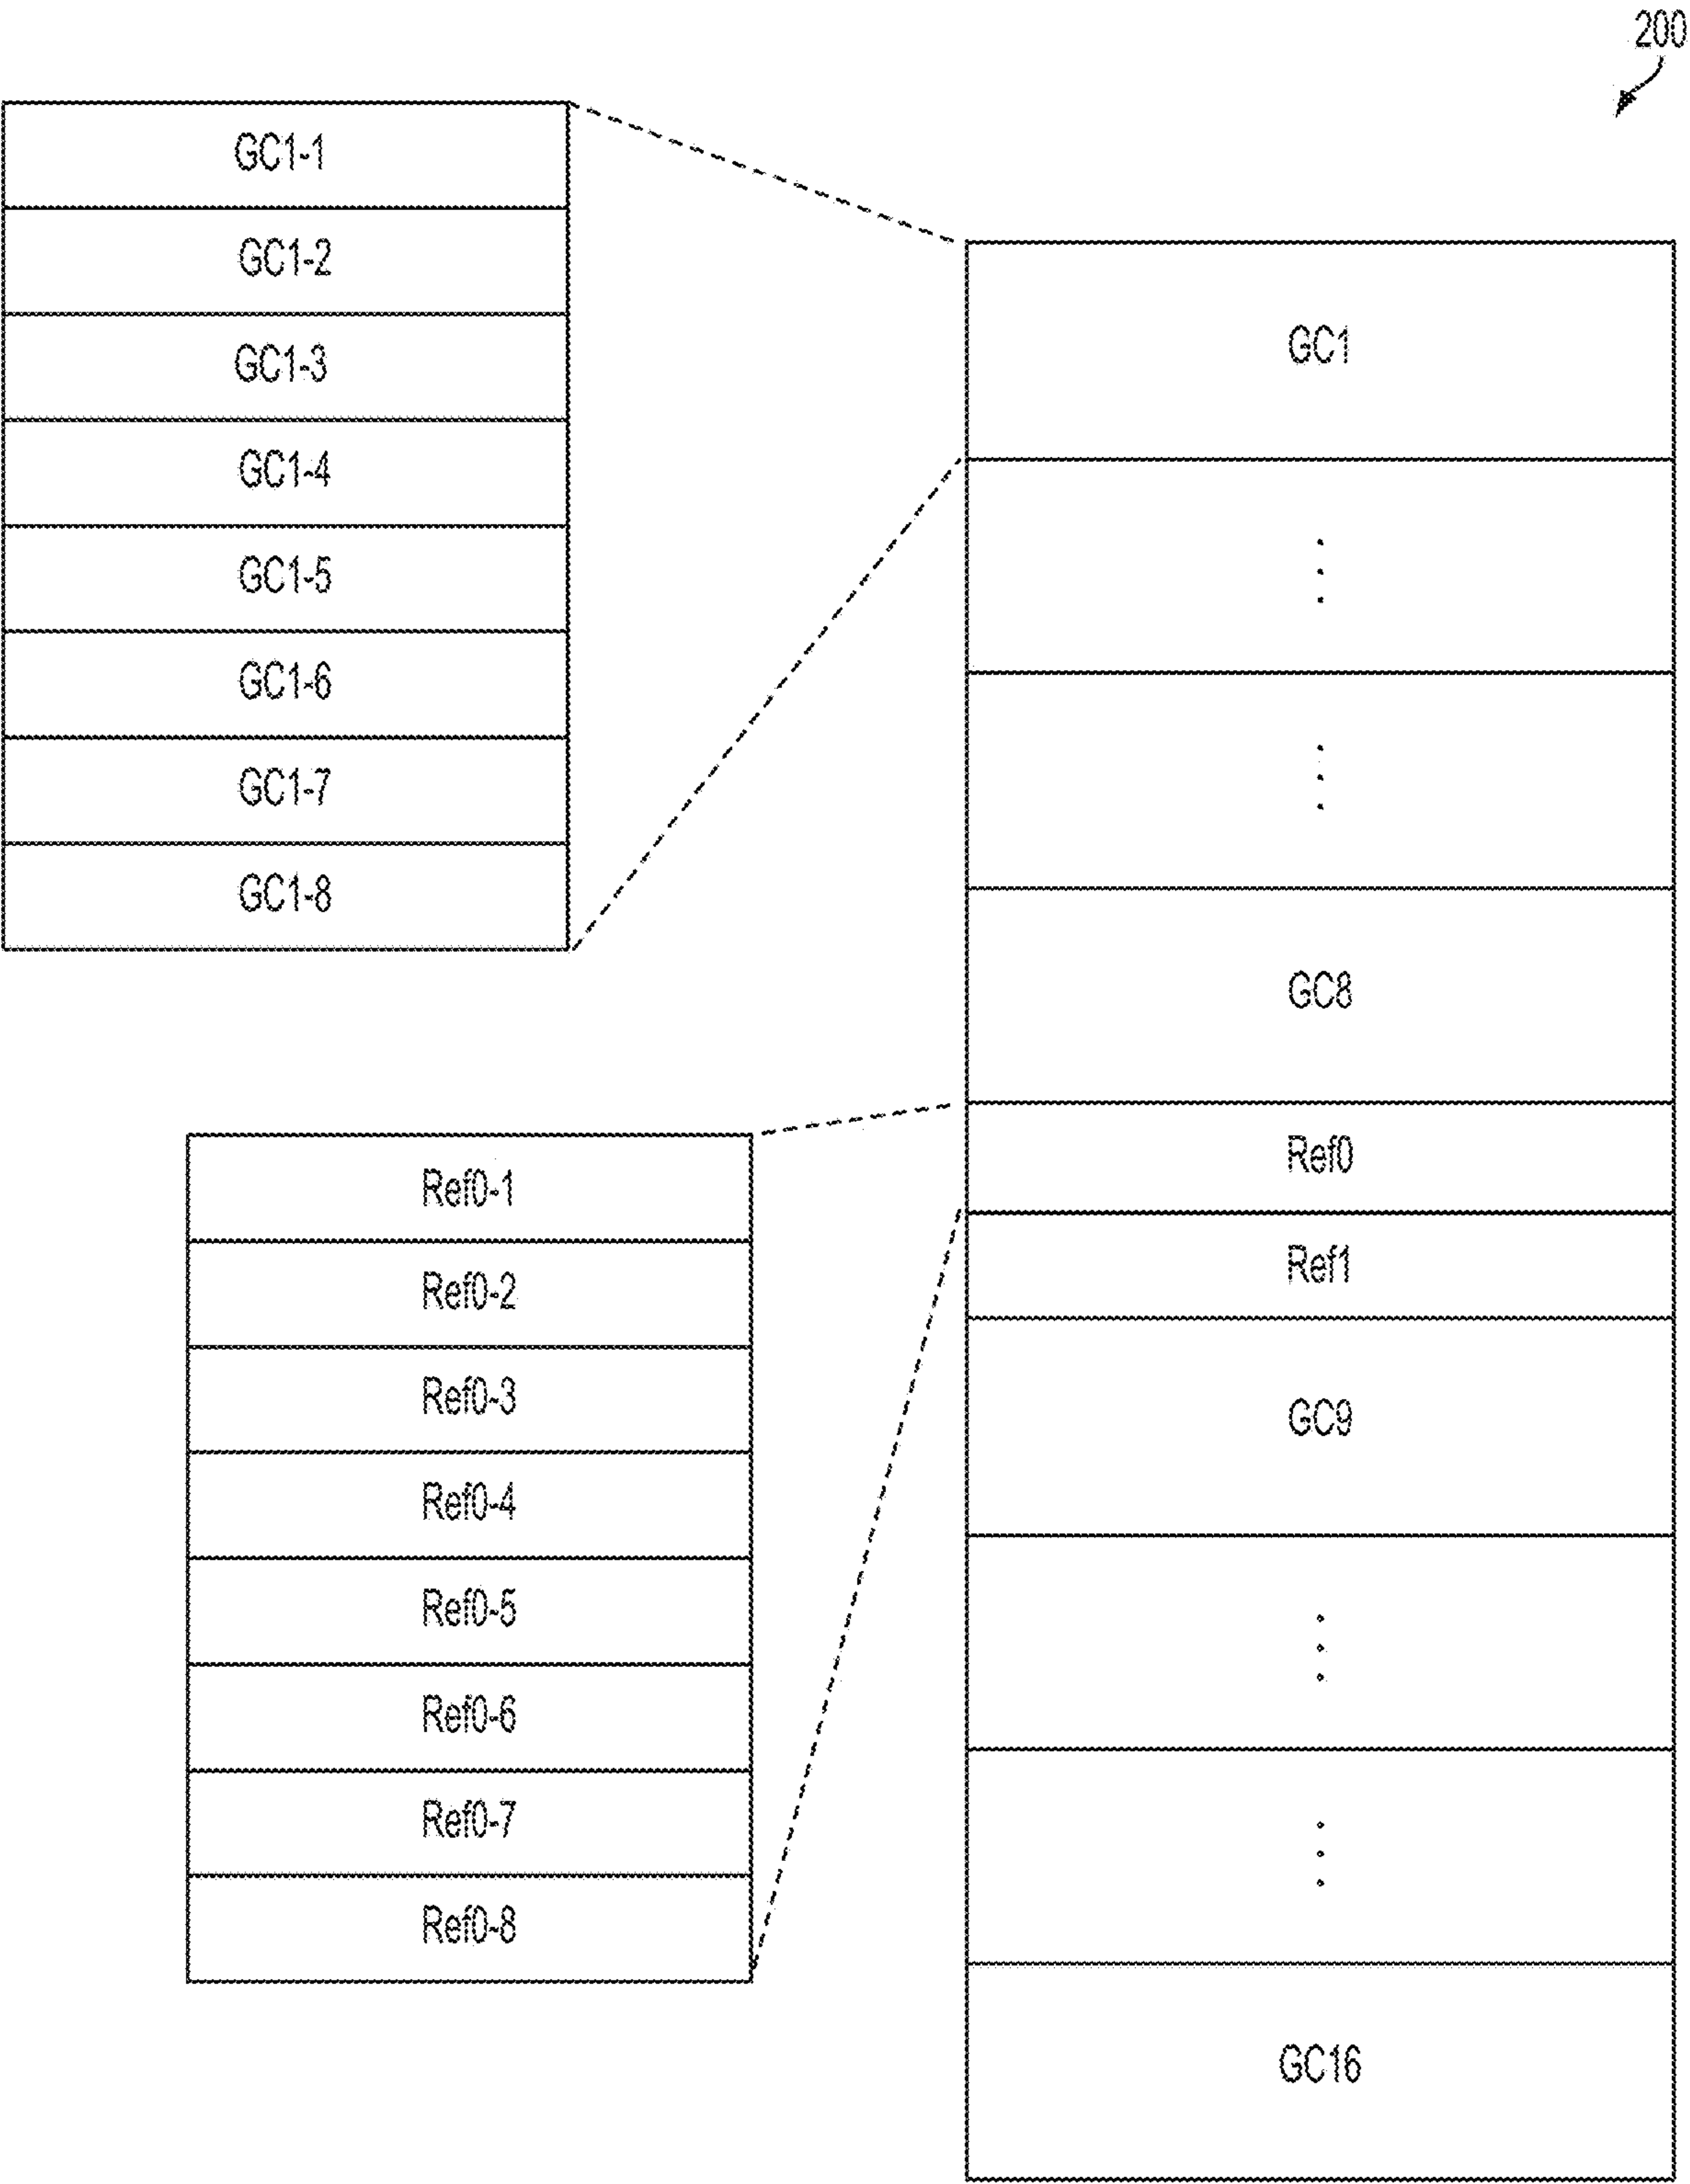 200
GC1-1
GC1-2
GC1-3
GC1-4
GC1-5
GC1-6
GC1-7
GC1-8
GC1
GC8
Ref0
Ref1
GC9
GC16
Ref0-1
Ref0-2
Ref0-3
Ref0-4
Ref0-5
Ref0-6
Ref0-7
Ref0-8